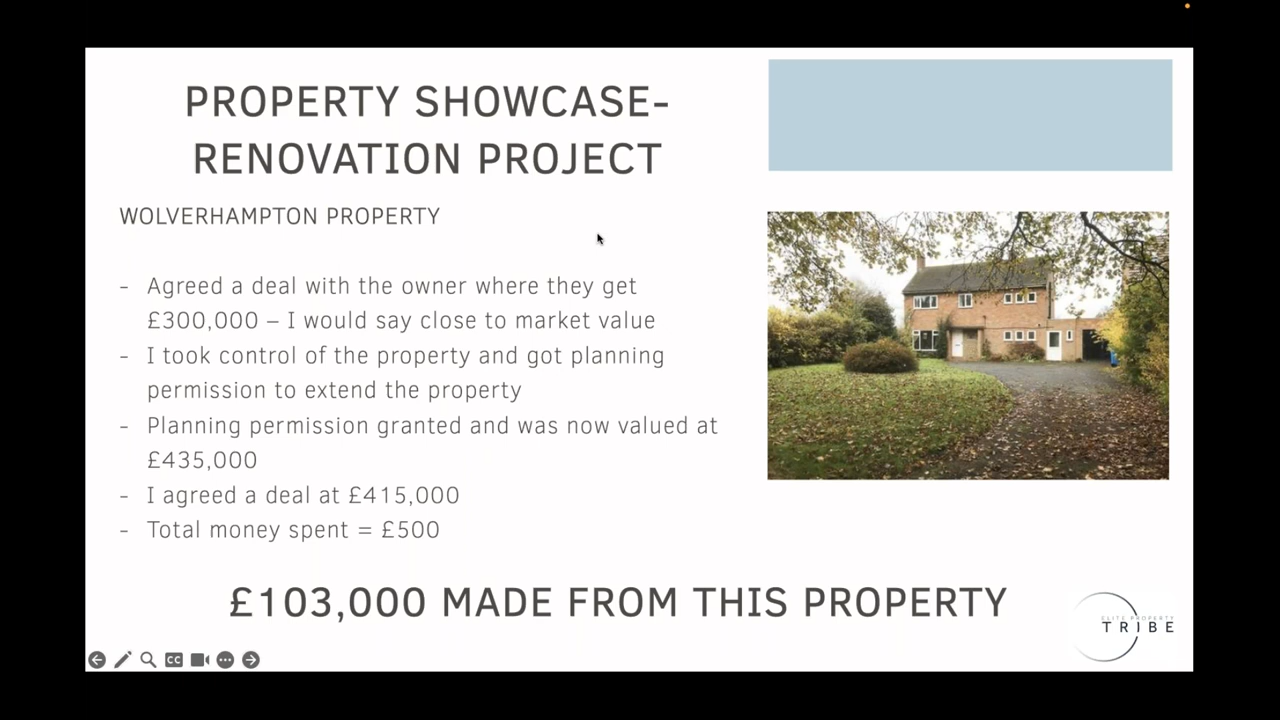 PROPERTY SHOWCASE-
RENOVATION PROJECT
WOLVERHAMPTON PROPERTY
- Agreed a deal with the owner where they get
£300,000 – I would say close to market value
- I took control of the property and got planning
permission to extend the property
- Planning permission granted and was now valued at
£435,000
- I agreed a deal at £415,000
- Total money spent = £500
£103,000 MADE FROM THIS PROPERTY
ELITE PROPERTY
TRIBE
CC